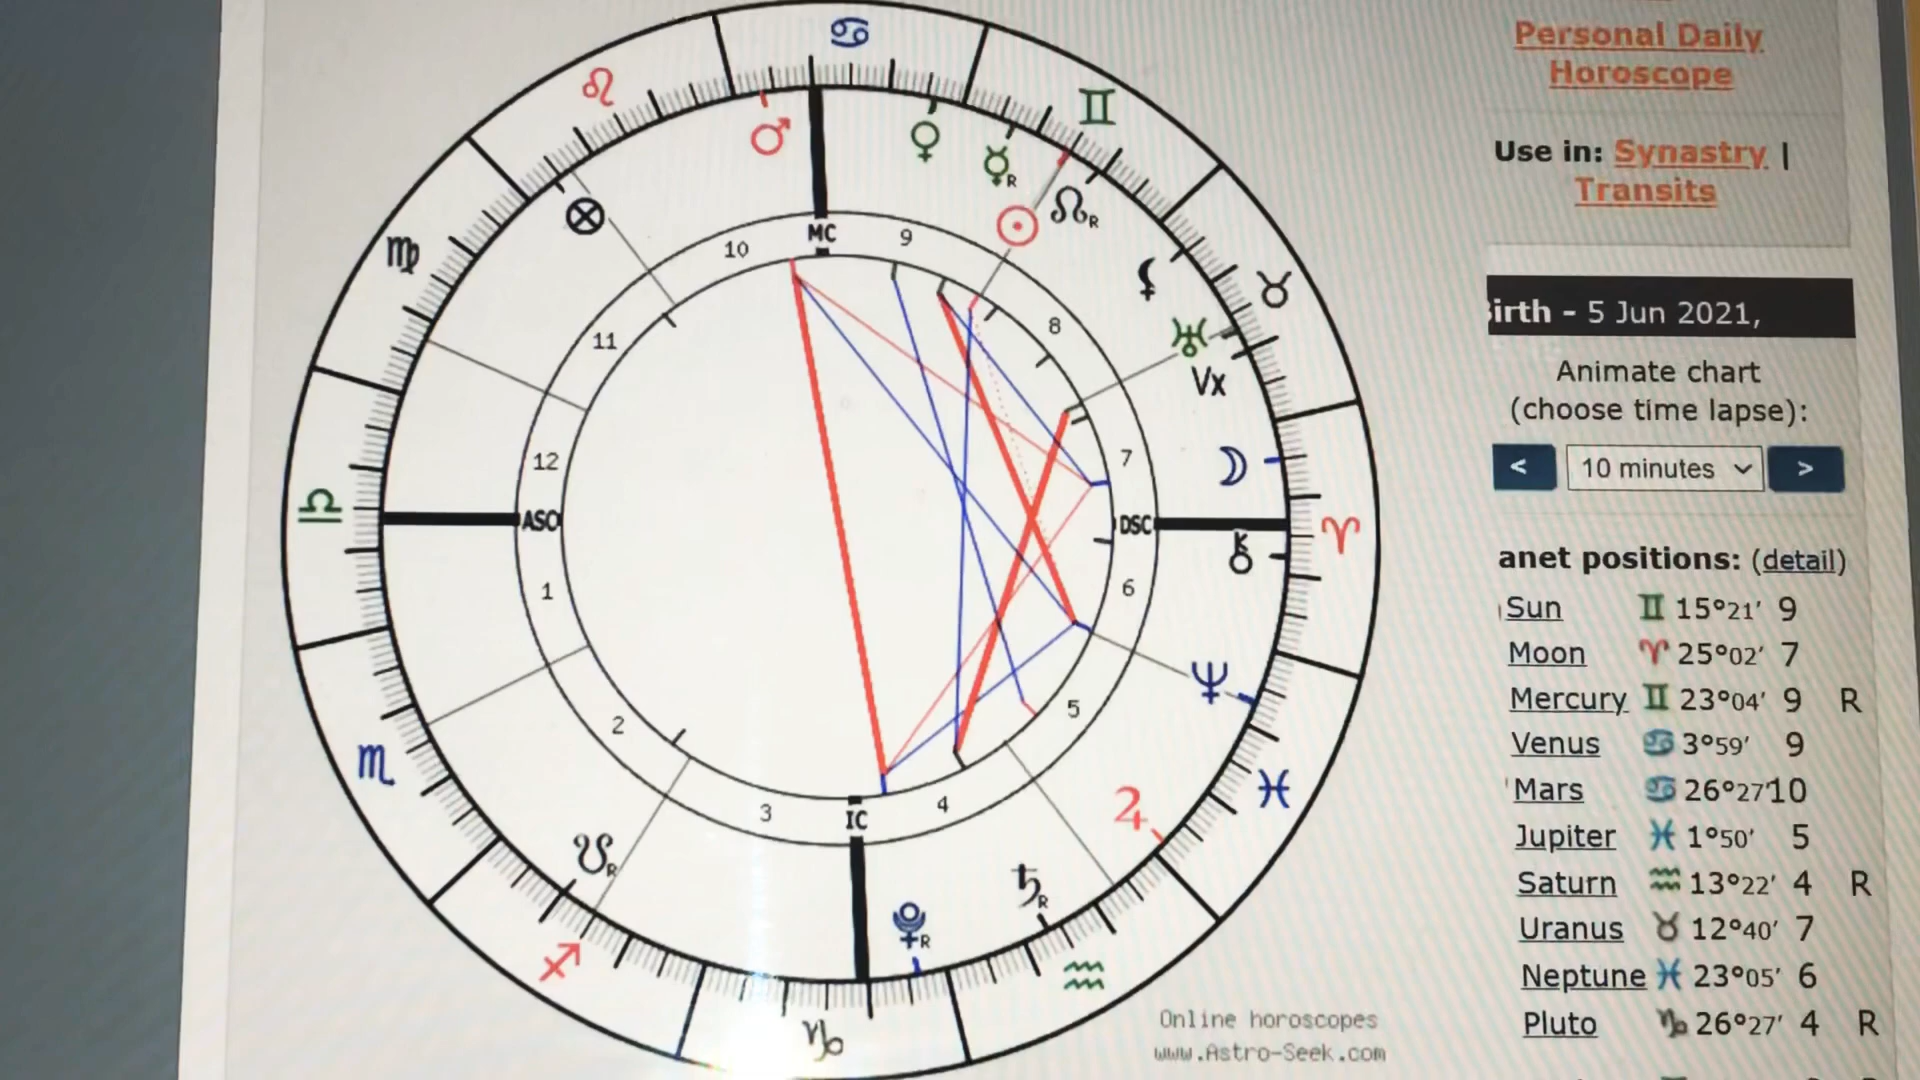 Personal Daily
Horoscope
Use in: Synastry |
Transits
irth - 5 Jun 2021,
Animate chart
(choose time lapse):
< 10 minutes >
anet positions: (detail)
Sun ♊ 15°21' 9
Moon ♈ 25°02' 7
Mercury ♊ 23°04' 9 R
Venus ♋ 3°59' 9
Mars ♋ 26°27' 10
Jupiter ♓ 1°50' 5
Saturn ♒ 13°22' 4 R
Uranus ♉ 12°40' 7
Neptune ♓ 23°05' 6
Pluto ♑ 26°27' 4 R
10 MC 9
11 8
12 7
ASC DSC
1 6
2 5
3 IC 4
R
R
Vx
R
R
R
Online horoscopes
www.Astro-Seek.com